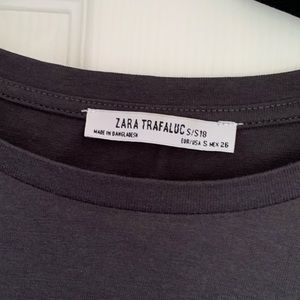 ZARA TRAFALUC S/S18
MADE IN BANGLADESH
EUR/USA S MEX 26